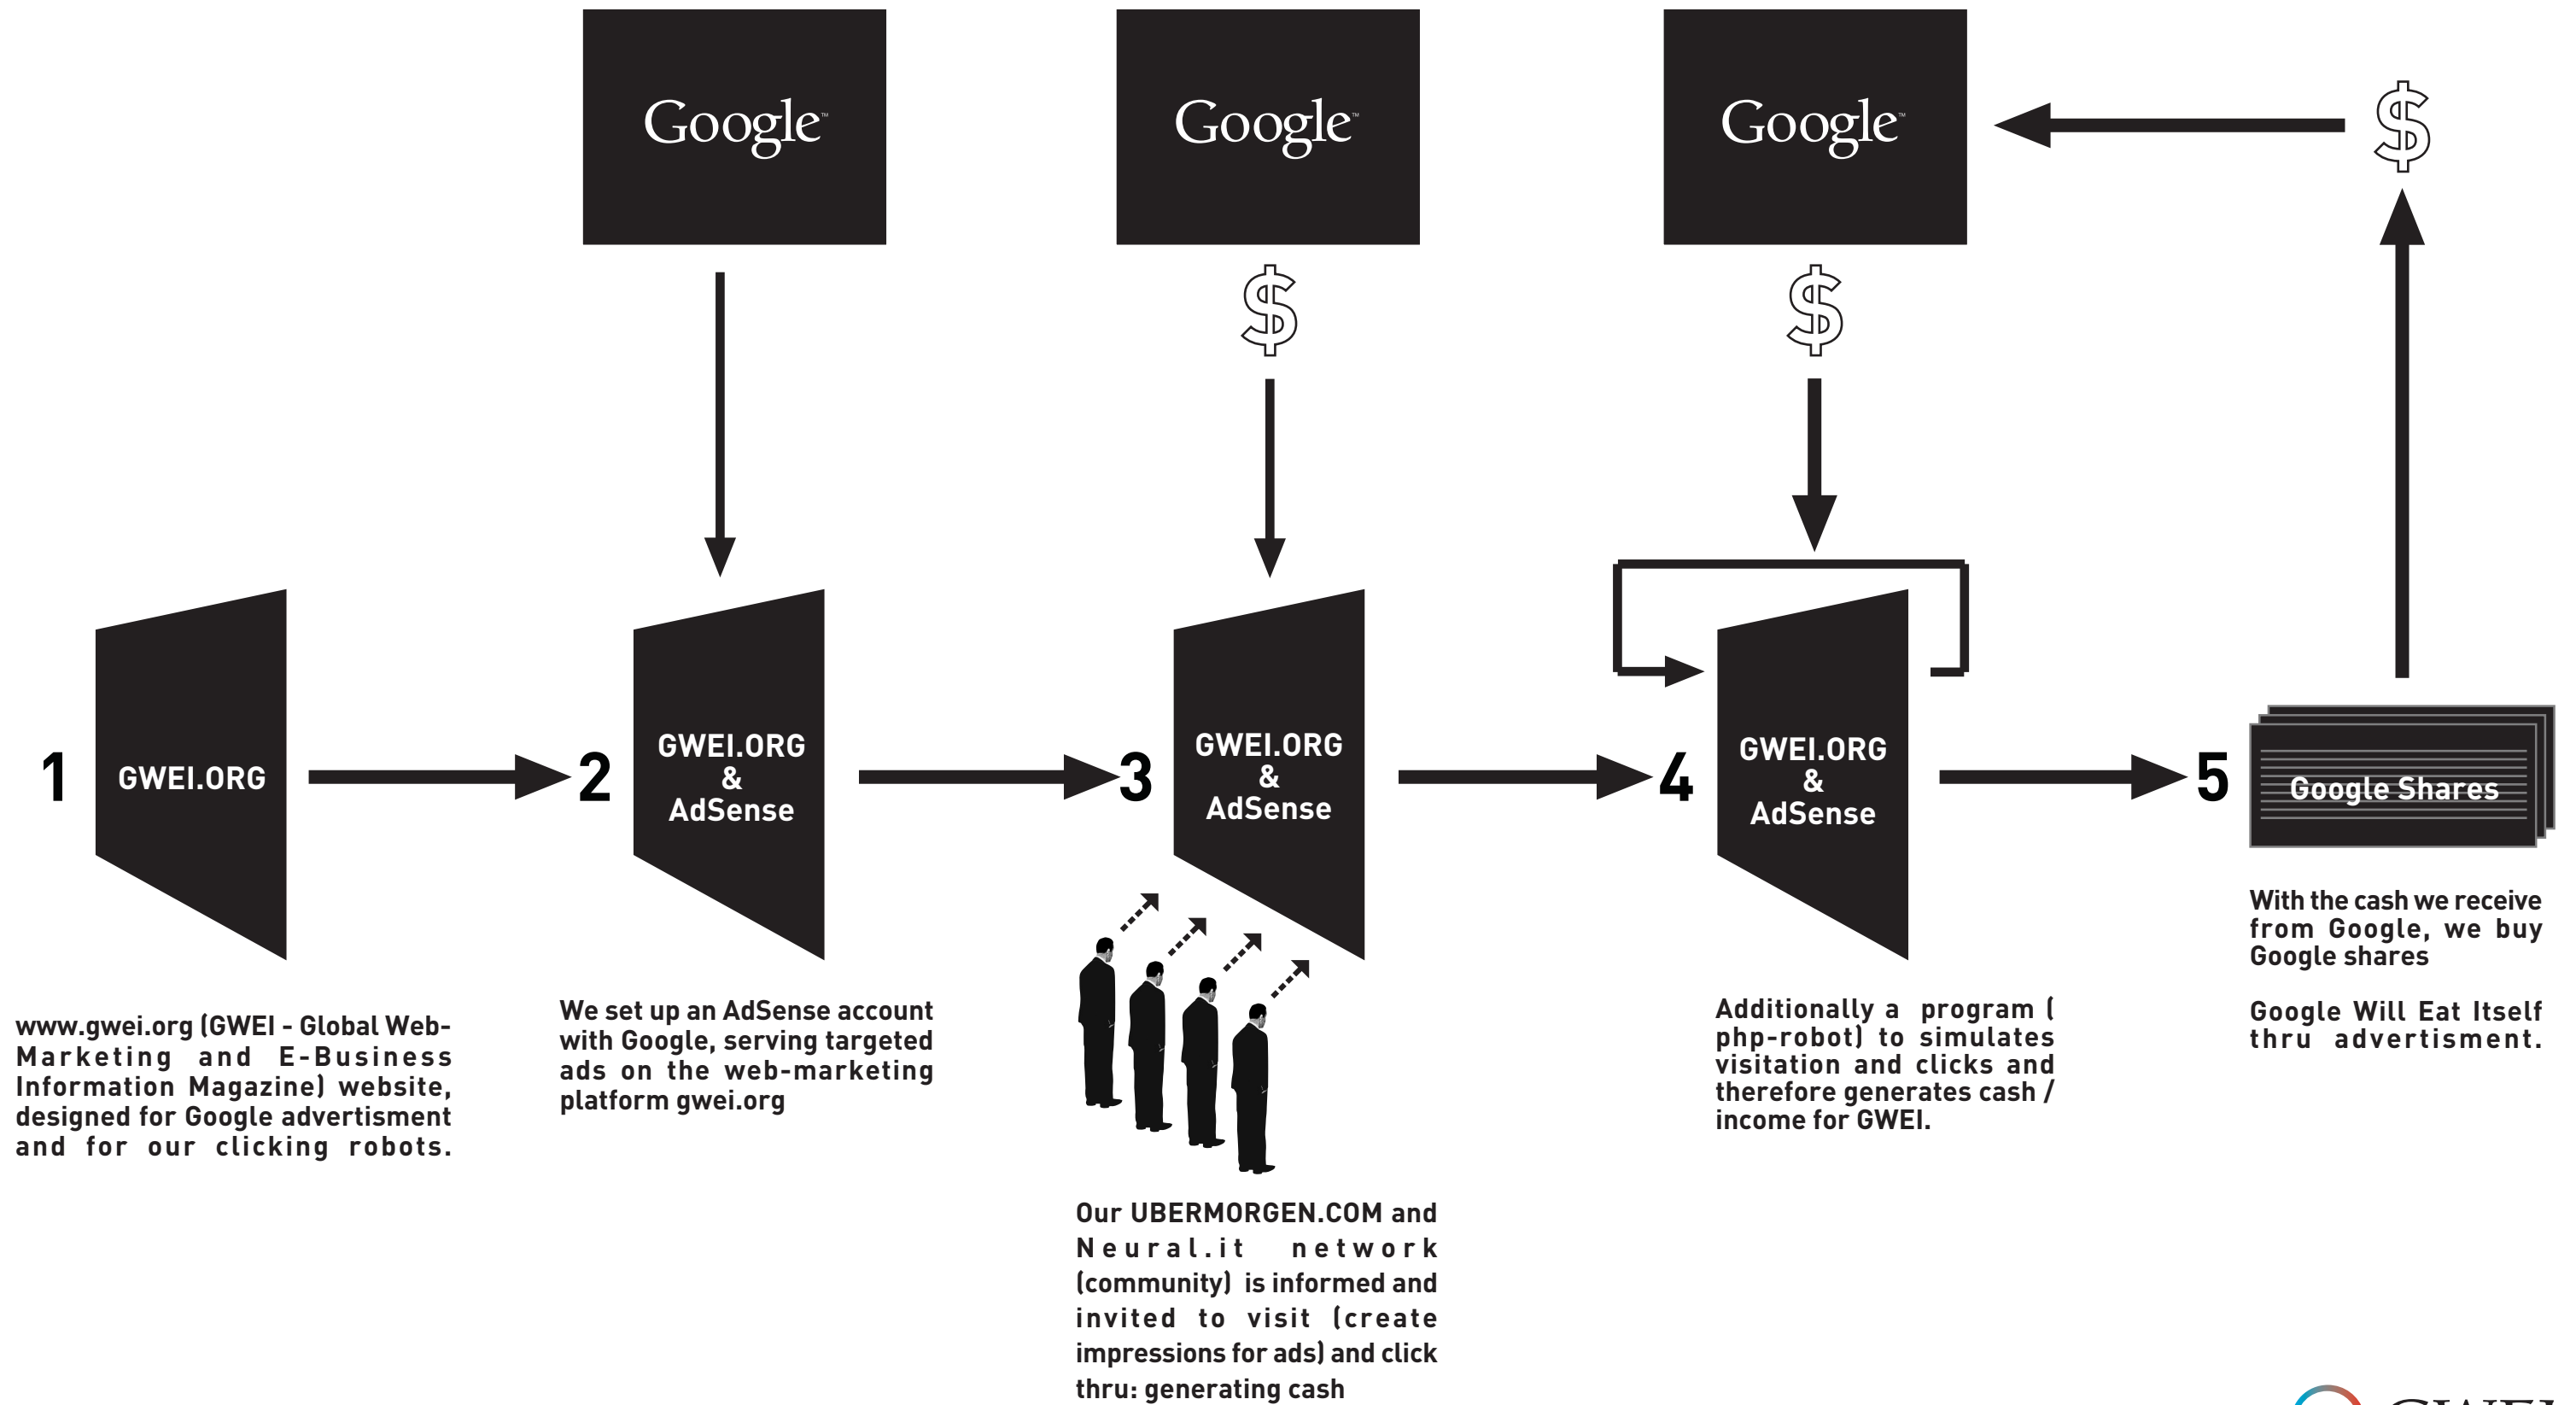 Google™
Google™
Google™
$
$
$
1
GWEI.ORG
2
GWEI.ORG
&
AdSense
3
GWEI.ORG
&
AdSense
4
GWEI.ORG
&
AdSense
5
Google Shares
www.gwei.org (GWEI - Global Web-
Marketing and E-Business
Information Magazine) website,
designed for Google advertisment
and for our clicking robots.
We set up an AdSense account
with Google, serving targeted
ads on the web-marketing
platform gwei.org
Our UBERMORGEN.COM and
Neural.it network
(community) is informed and
invited to visit (create
impressions for ads) and click
thru: generating cash
Additionally a program (
php-robot) to simulates
visitation and clicks and
therefore generates cash /
income for GWEI.
With the cash we receive
from Google, we buy
Google shares
Google Will Eat Itself
thru advertisment.
GWEI